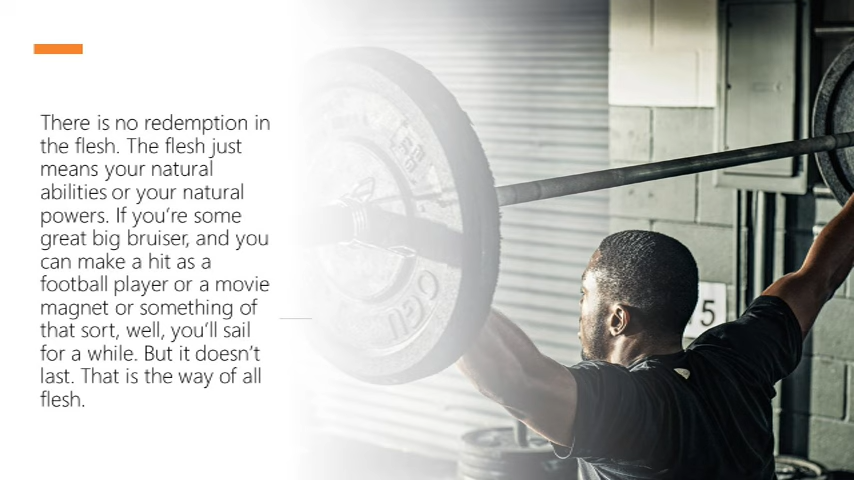 There is no redemption in
the flesh. The flesh just
means your natural
abilities or your natural
powers. If you’re some
great big bruiser, and you
can make a hit as a
football player or a movie
magnet or something of
that sort, well, you’ll sail
for a while. But it doesn’t
last. That is the way of all
flesh.
OGU
15